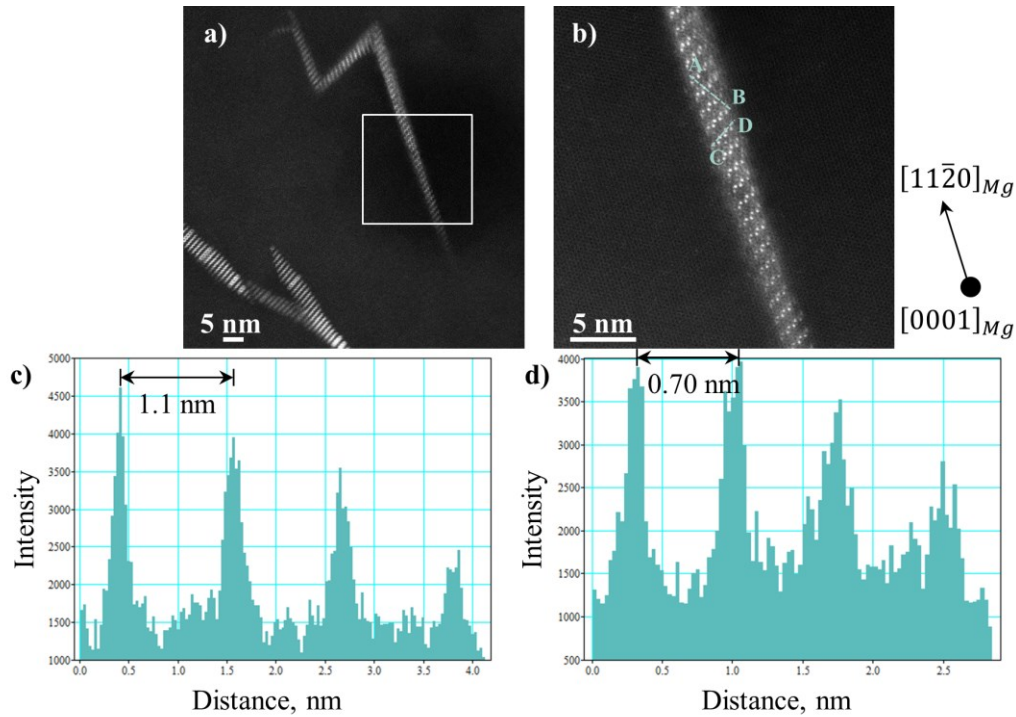 a)
5 nm
b)
A
B
D
C
5 nm
[11\bar{2}0]_{Mg}
[0001]_{Mg}
c)
5000
4500
4000
3500
3000
2500
2000
1500
1000
1.1 nm
Intensity
0.0 0.5 1.0 1.5 2.0 2.5 3.0 3.5 4.0
Distance, nm
d)
4000
3500
3000
2500
2000
1500
1000
500
0.70 nm
Intensity
0.0 0.5 1.0 1.5 2.0 2.5
Distance, nm